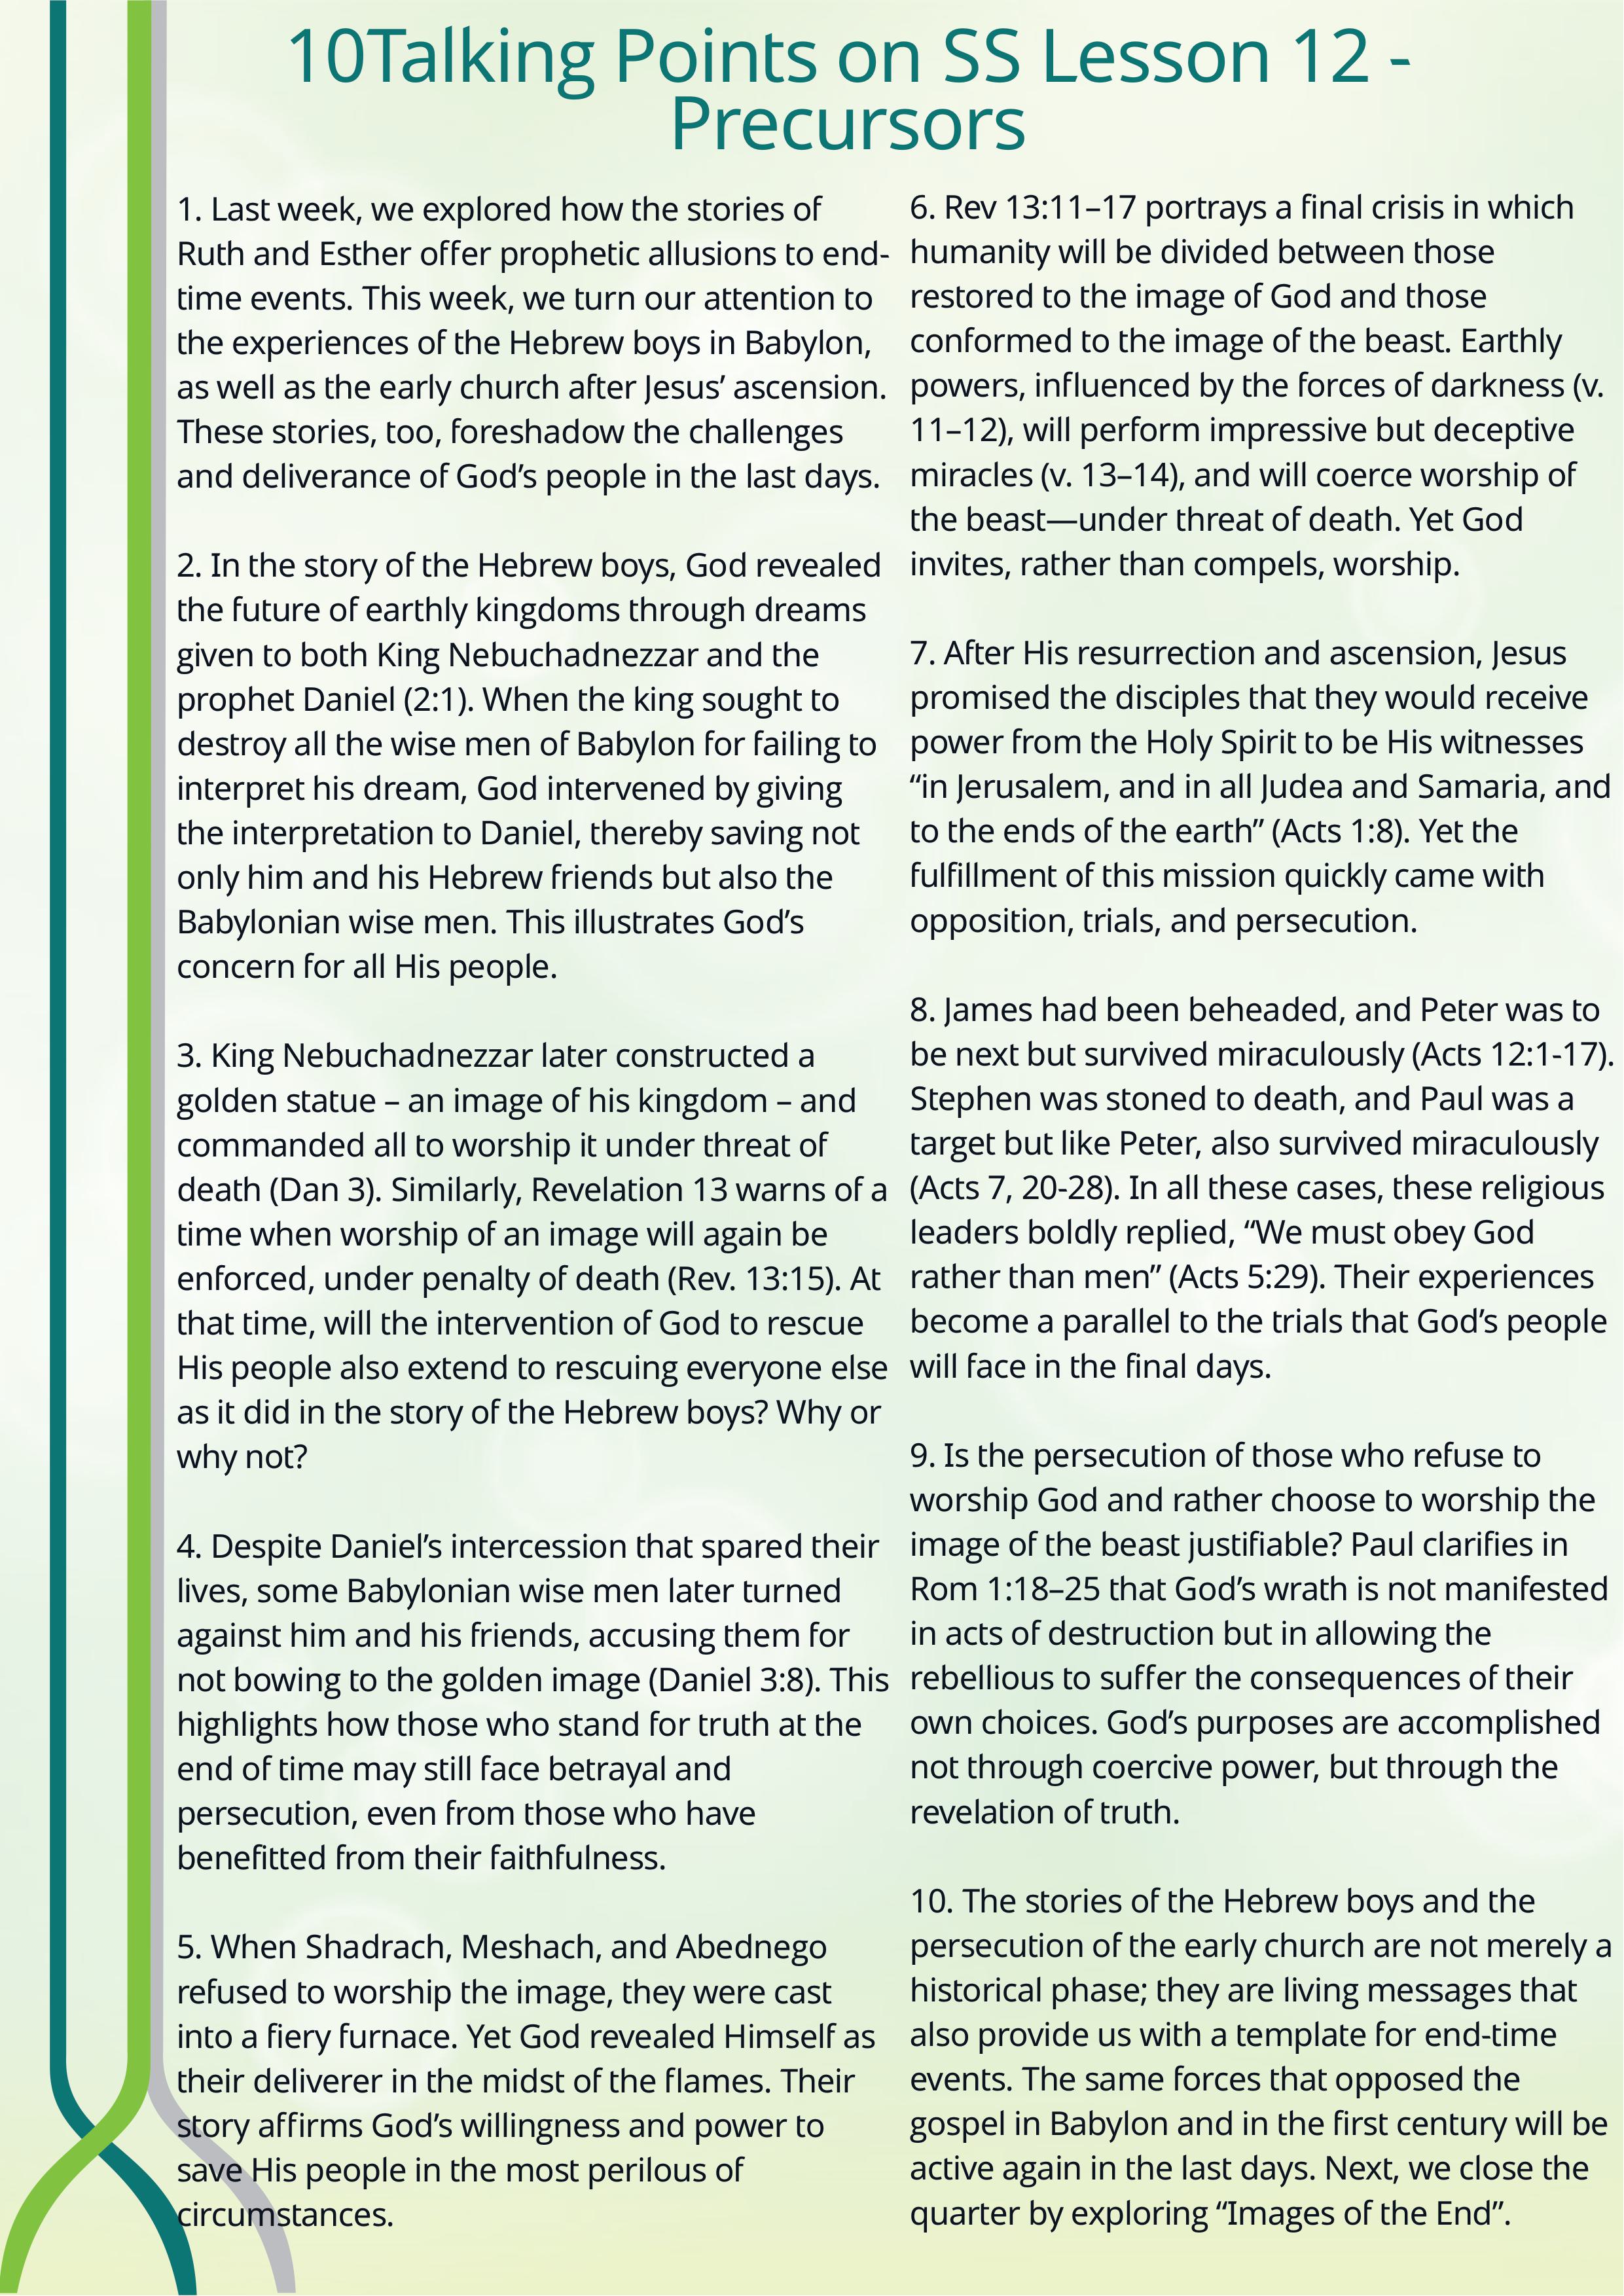 10Talking Points on SS Lesson 12 -
Precursors
1. Last week, we explored how the stories of
Ruth and Esther offer prophetic allusions to end-
time events. This week, we turn our attention to
the experiences of the Hebrew boys in Babylon,
as well as the early church after Jesus’ ascension.
These stories, too, foreshadow the challenges
and deliverance of God’s people in the last days.
2. In the story of the Hebrew boys, God revealed
the future of earthly kingdoms through dreams
given to both King Nebuchadnezzar and the
prophet Daniel (2:1). When the king sought to
destroy all the wise men of Babylon for failing to
interpret his dream, God intervened by giving
the interpretation to Daniel, thereby saving not
only him and his Hebrew friends but also the
Babylonian wise men. This illustrates God’s
concern for all His people.
3. King Nebuchadnezzar later constructed a
golden statue – an image of his kingdom – and
commanded all to worship it under threat of
death (Dan 3). Similarly, Revelation 13 warns of a
time when worship of an image will again be
enforced, under penalty of death (Rev. 13:15). At
that time, will the intervention of God to rescue
His people also extend to rescuing everyone else
as it did in the story of the Hebrew boys? Why or
why not?
4. Despite Daniel’s intercession that spared their
lives, some Babylonian wise men later turned
against him and his friends, accusing them for
not bowing to the golden image (Daniel 3:8). This
highlights how those who stand for truth at the
end of time may still face betrayal and
persecution, even from those who have
benefitted from their faithfulness.
5. When Shadrach, Meshach, and Abednego
refused to worship the image, they were cast
into a fiery furnace. Yet God revealed Himself as
their deliverer in the midst of the flames. Their
story affirms God’s willingness and power to
save His people in the most perilous of
circumstances.
6. Rev 13:11–17 portrays a final crisis in which
humanity will be divided between those
restored to the image of God and those
conformed to the image of the beast. Earthly
powers, influenced by the forces of darkness (v.
11–12), will perform impressive but deceptive
miracles (v. 13–14), and will coerce worship of
the beast—under threat of death. Yet God
invites, rather than compels, worship.
7. After His resurrection and ascension, Jesus
promised the disciples that they would receive
power from the Holy Spirit to be His witnesses
“in Jerusalem, and in all Judea and Samaria, and
to the ends of the earth” (Acts 1:8). Yet the
fulfillment of this mission quickly came with
opposition, trials, and persecution.
8. James had been beheaded, and Peter was to
be next but survived miraculously (Acts 12:1-17).
Stephen was stoned to death, and Paul was a
target but like Peter, also survived miraculously
(Acts 7, 20-28). In all these cases, these religious
leaders boldly replied, “We must obey God
rather than men” (Acts 5:29). Their experiences
become a parallel to the trials that God’s people
will face in the final days.
9. Is the persecution of those who refuse to
worship God and rather choose to worship the
image of the beast justifiable? Paul clarifies in
Rom 1:18–25 that God’s wrath is not manifested
in acts of destruction but in allowing the
rebellious to suffer the consequences of their
own choices. God’s purposes are accomplished
not through coercive power, but through the
revelation of truth.
10. The stories of the Hebrew boys and the
persecution of the early church are not merely a
historical phase; they are living messages that
also provide us with a template for end-time
events. The same forces that opposed the
gospel in Babylon and in the first century will be
active again in the last days. Next, we close the
quarter by exploring “Images of the End”.